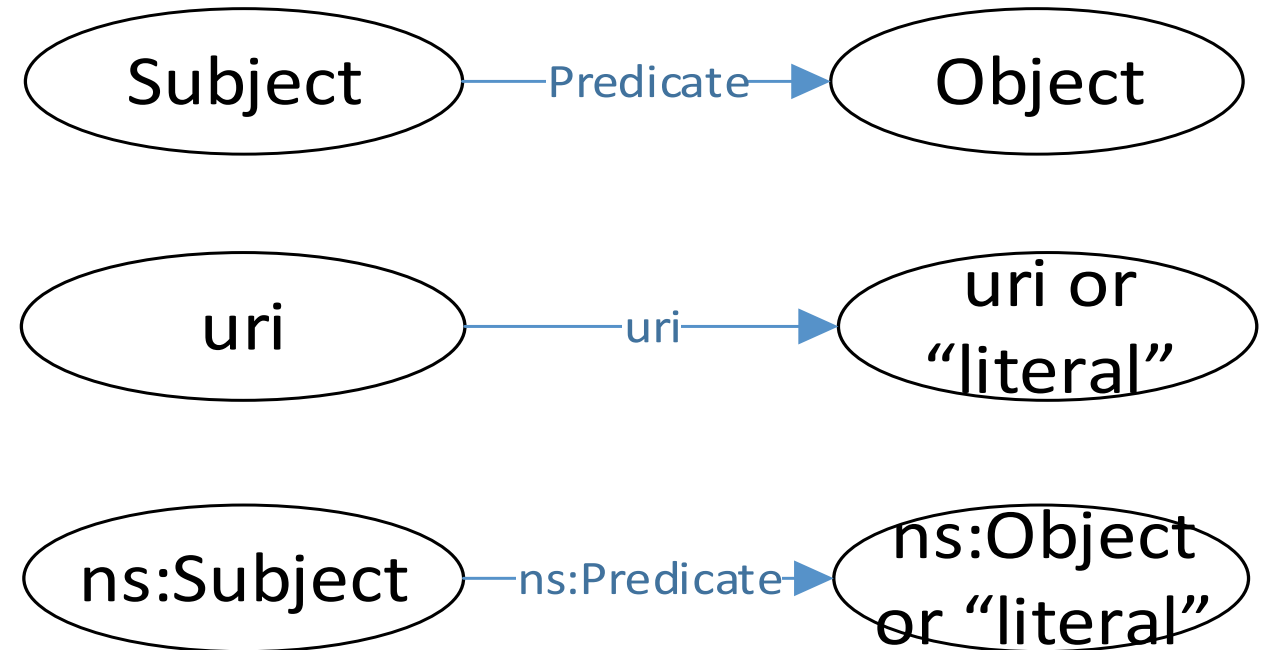 Subject Predicate Object
uri uri uri or
“literal”
ns:Subject ns:Predicate ns:Object
or “literal”